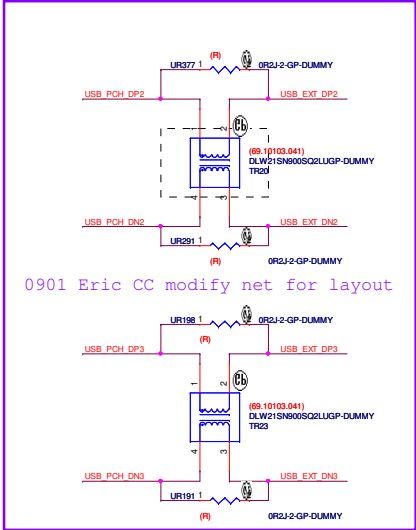 (R)
UR377 1 2 0R2J-2-GP-DUMMY
USB_PCH_DP2 USB_EXT_DP2
1 2
(69.10103.041)
DLW21SN900SQ2LUGP-DUMMY
TR20
4 3
USB_PCH_DN2 USB_EXT_DN2
UR291 1 2
(R) 0R2J-2-GP-DUMMY
0901 Eric CC modify net for layout
UR198 1 2 0R2J-2-GP-DUMMY
(R)
USB_PCH_DP3 USB_EXT_DP3
1 2
(69.10103.041)
DLW21SN900SQ2LUGP-DUMMY
TR23
4 3
USB_PCH_DN3 USB_EXT_DN3
UR191 1 2
(R) 0R2J-2-GP-DUMMY